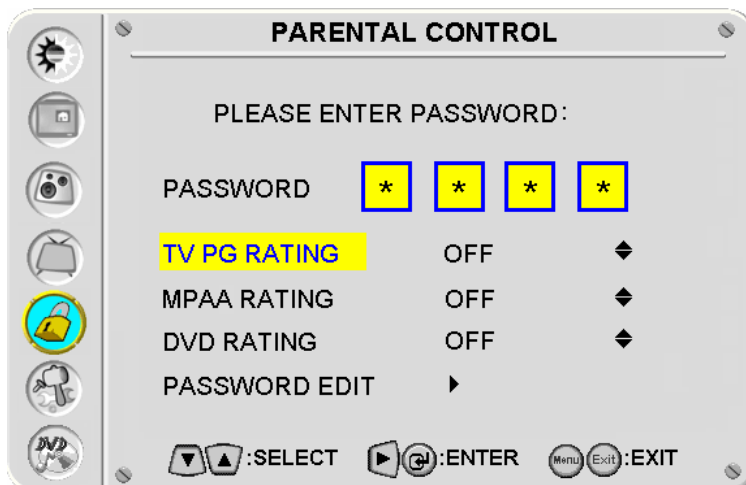 PARENTAL CONTROL
PLEASE ENTER PASSWORD:
PASSWORD * * * *
TV PG RATING OFF
MPAA RATING OFF
DVD RATING OFF
PASSWORD EDIT
:SELECT :ENTER Menu Exit :EXIT
DVD